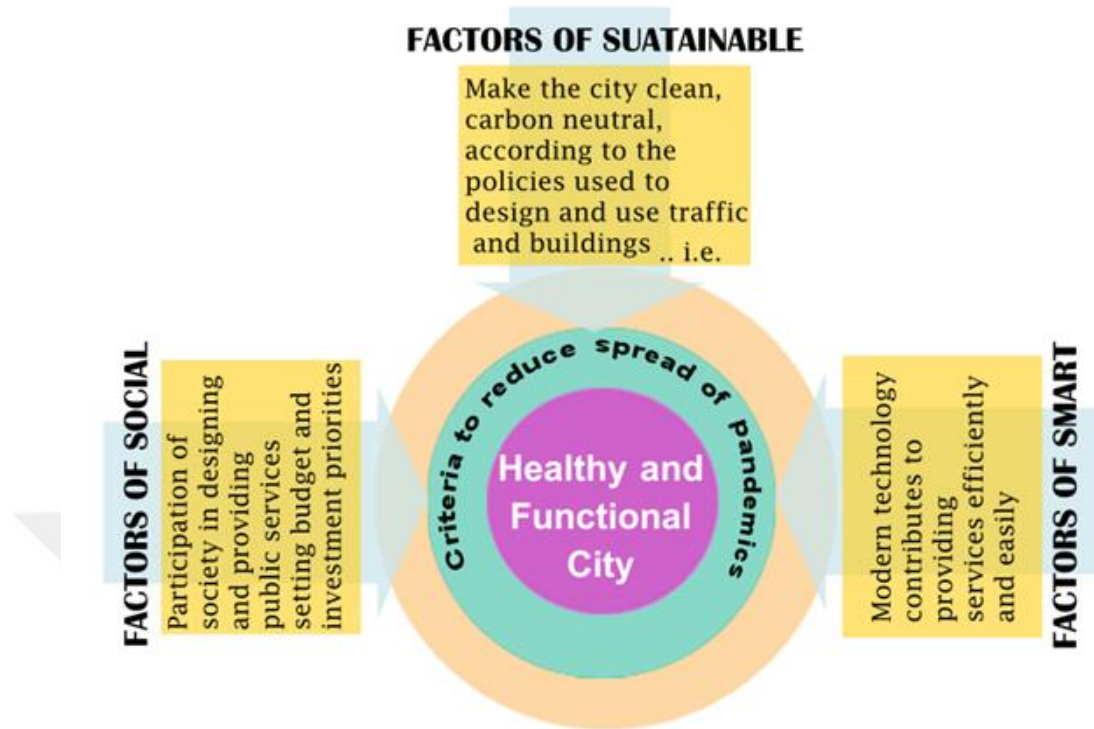 FACTORS OF SUATAINABLE
Make the city clean,
carbon neutral,
according to the
policies used to
design and use traffic
and buildings .. i.e.
FACTORS OF SOCIAL
Participation of
society in designing
and providing
public services
setting budget and
investment priorities
Criteria to reduce spread of pandemics
Healthy and
Functional
City
Modern technology
contributes to
providing
services efficiently
and easily
FACTORS OF SMART